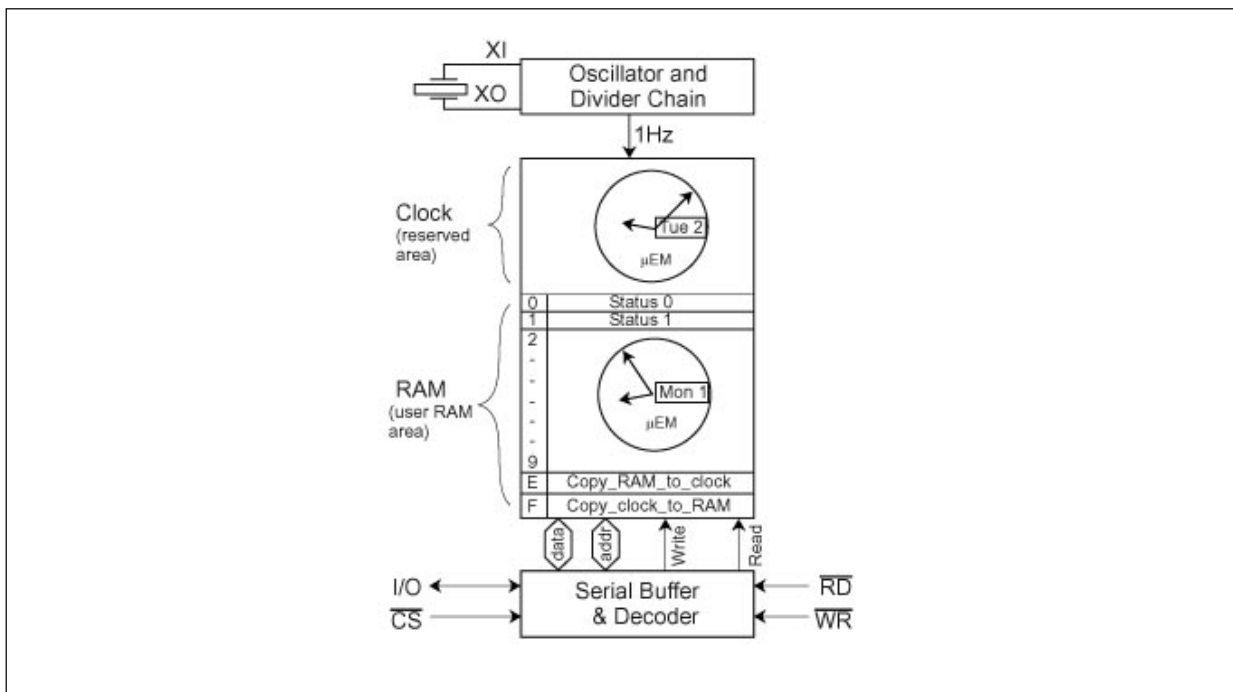 XI
XO
Oscillator and
Divider Chain
1Hz
Clock
(reserved
area)
Tue 2
μEM
0 Status 0
1 Status 1
2
-
-
-
-
-
-
9
RAM
(user RAM
area)
Mon 1
μEM
E Copy_RAM_to_clock
F Copy_clock_to_RAM
data
addr
Write
Read
I/O
CS
Serial Buffer
& Decoder
RD
WR